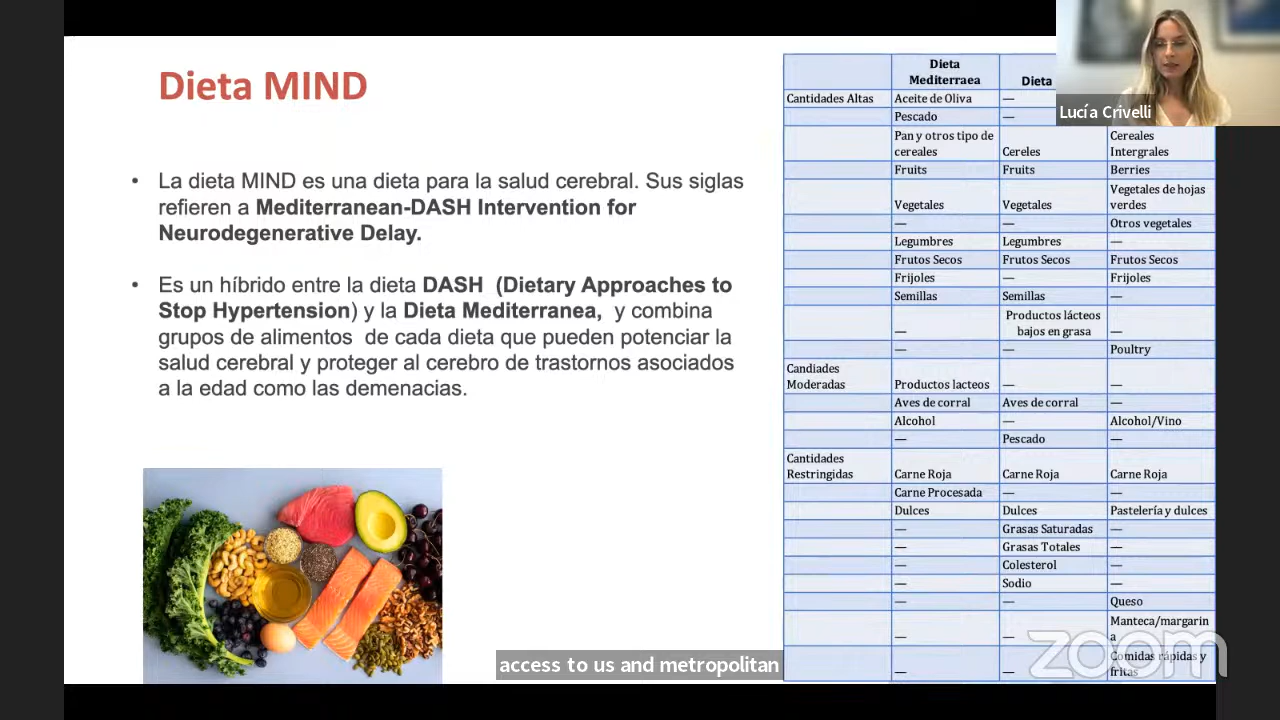 Dieta MIND
• La dieta MIND es una dieta para la salud cerebral. Sus siglas
refieren a Mediterranean-DASH Intervention for
Neurodegenerative Delay.
• Es un híbrido entre la dieta DASH (Dietary Approaches to
Stop Hypertension) y la Dieta Mediterranea, y combina
grupos de alimentos de cada dieta que pueden potenciar la
salud cerebral y proteger al cerebro de trastornos asociados
a la edad como las demenacias.
Dieta
Mediterraea
Dieta
Cantidades Altas Aceite de Oliva —
Pescado —
Pan y otros tipo de
cereales
Cereles
Cereales
Intergrales
Fruits Fruits Berries
Vegetales
Vegetales
Vegetales de hojas
verdes
— — Otros vegetales
Legumbres Legumbres —
Frutos Secos Frutos Secos Frutos Secos
Frijoles — Frijoles
Semillas Semillas —
—
Productos lácteos
bajos en grasa
—
— — Poultry
Candiades
Moderadas
Productos lacteos — —
Aves de corral Aves de corral —
Alcohol — Alcohol/Vino
— Pescado —
Cantidades
Restringidas
Carne Roja Carne Roja Carne Roja
Carne Procesada — —
Dulces Dulces Pastelería y dulces
— Grasas Saturadas —
— Grasas Totales —
— Colesterol —
— Sodio —
— — Queso
— —
Manteca/margarin
a
— —
Comidas rápidas y
fritas
Lucía Crivelli
access to us and metropolitan
zoom